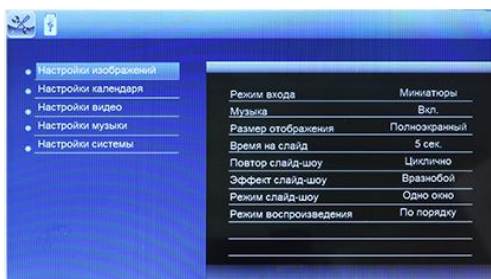 Настройки изображений
Настройки календаря
Настройки видео
Настройки музыки
Настройки системы
Режим входа Миниатюры
Музыка Вкл.
Размер отображения Полноэкранный
Время на слайд 5 сек.
Повтор слайд-шоу Циклично
Эффект слайд-шоу Вразнобой
Режим слайд-шоу Одно окно
Режим воспроизведения По порядку